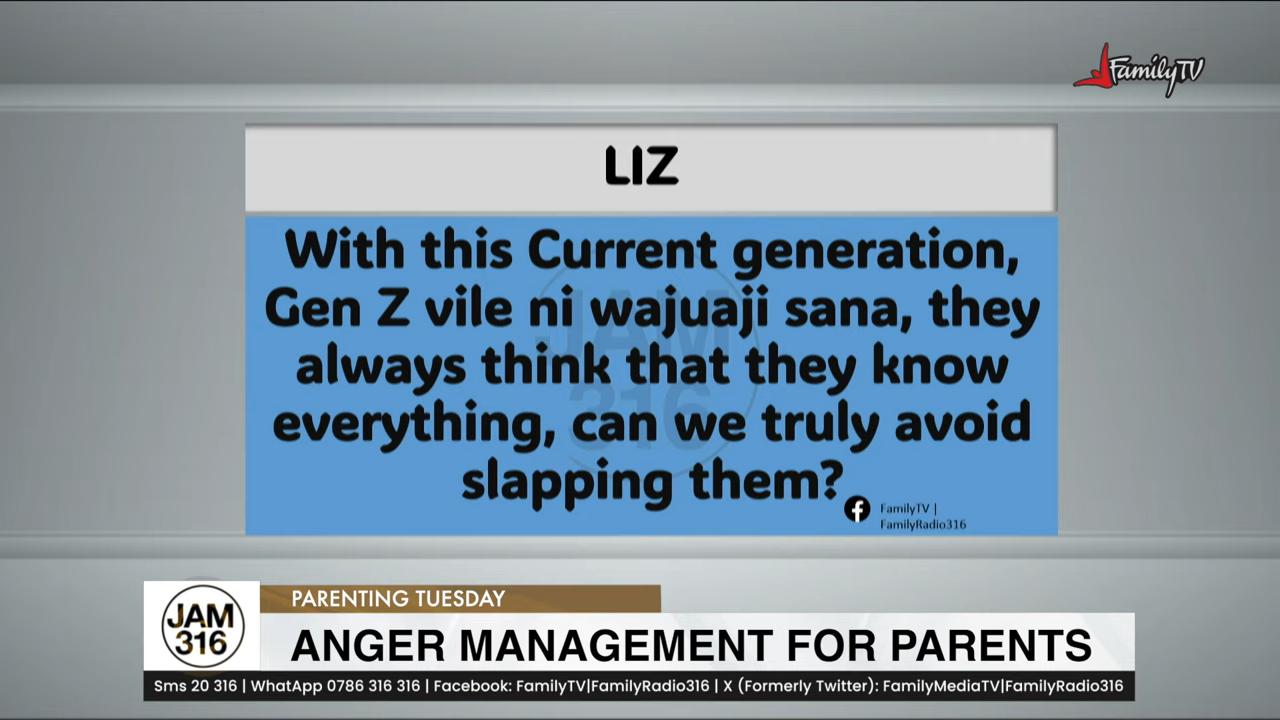 FamilyTV
LIZ
With this Current generation,
Gen Z vile ni wajuaji sana, they
always think that they know
everything, can we truly avoid
slapping them?
JAM
316
FamilyTV |
FamilyRadio316
PARENTING TUESDAY
JAM
316
ANGER MANAGEMENT FOR PARENTS
Sms 20 316 | WhatApp 0786 316 316 | Facebook: FamilyTV|FamilyRadio316 | X (Formerly Twitter): FamilyMediaTV|FamilyRadio316